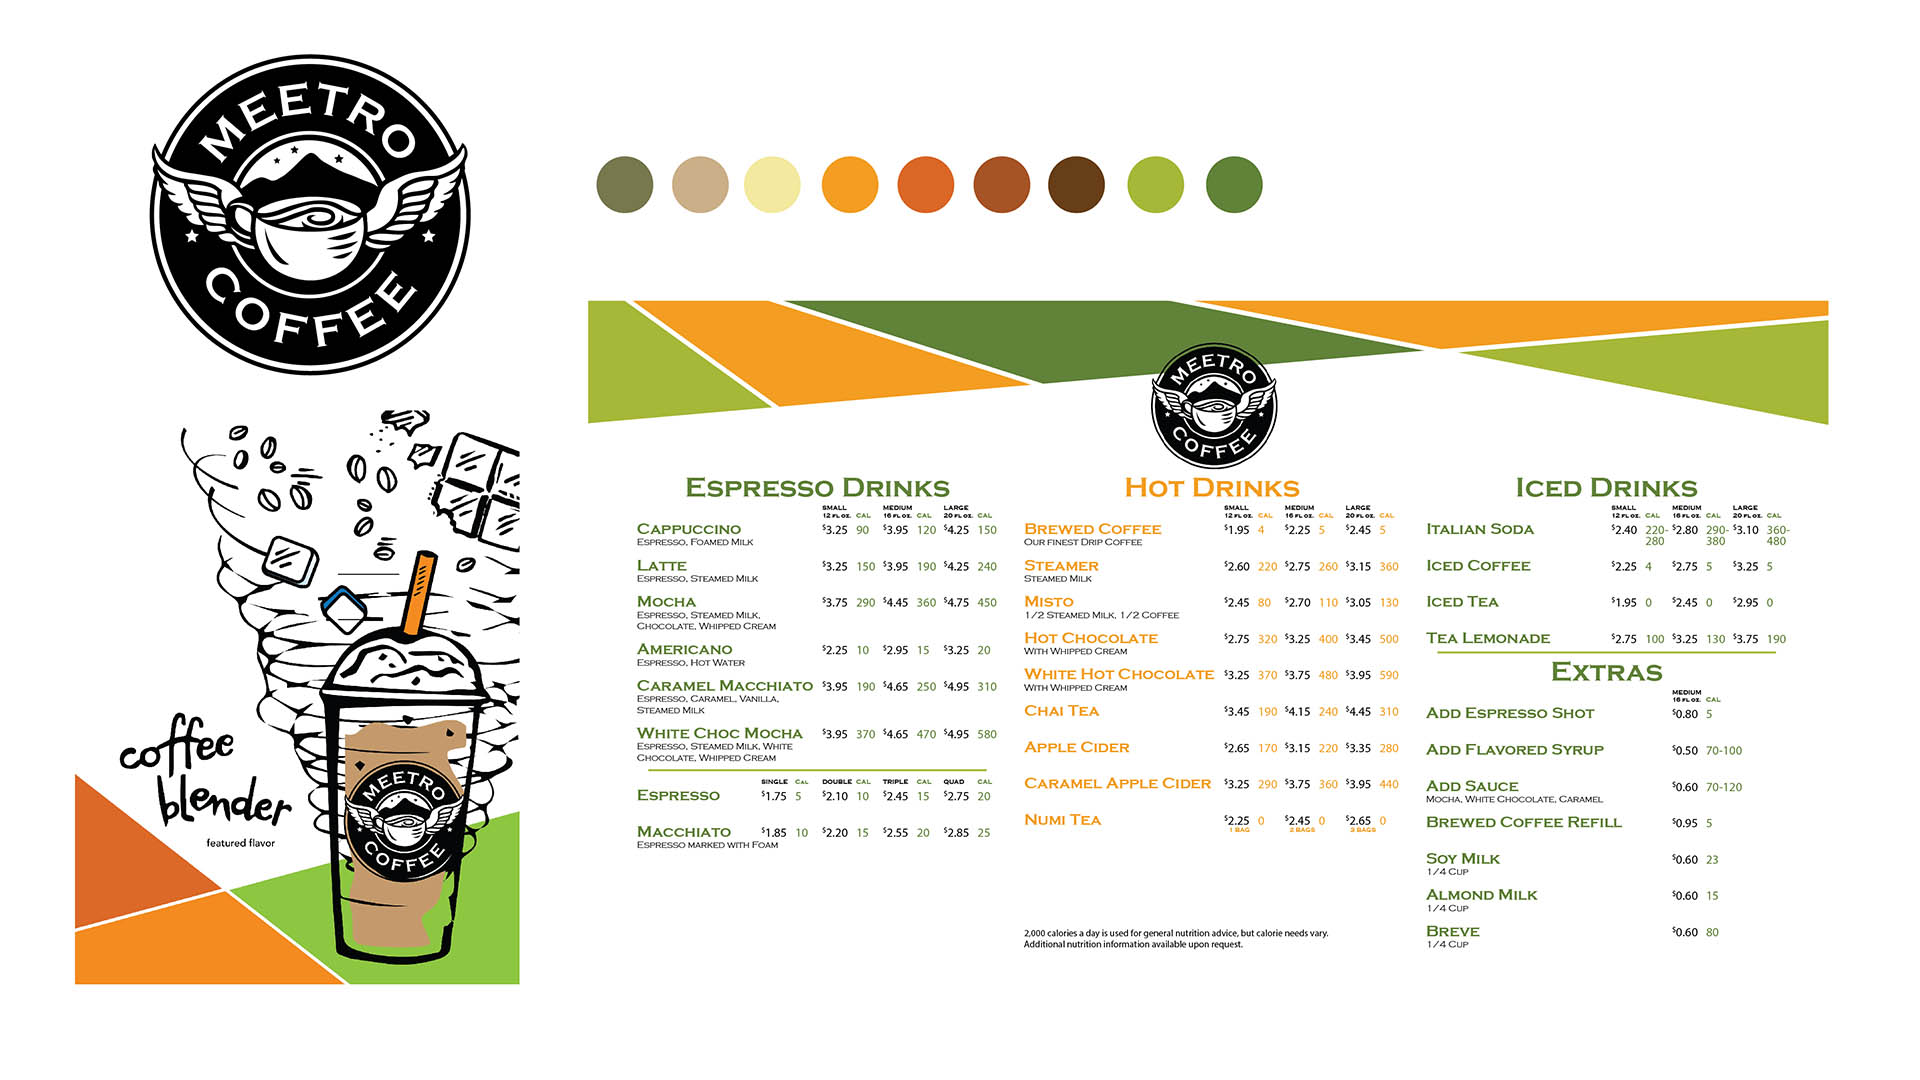 MEETRO
COFFEE
coffee
blender
featured flavor
MEETRO
COFFEE
MEETRO
COFFEE
ESPRESSO DRINKS
SMALL MEDIUM LARGE
12 FL OZ. CAL 16 FL OZ. CAL 20 FL OZ. CAL
CAPPUCCINO $3.25 90 $3.95 120 $4.25 150
ESPRESSO, FOAMED MILK
LATTE $3.25 150 $3.95 190 $4.25 240
ESPRESSO, STEAMED MILK
MOCHA $3.75 290 $4.45 360 $4.75 450
ESPRESSO, STEAMED MILK,
CHOCOLATE, WHIPPED CREAM
AMERICANO $2.25 10 $2.95 15 $3.25 20
ESPRESSO, HOT WATER
CARAMEL MACCHIATO $3.95 190 $4.65 250 $4.95 310
ESPRESSO, CARAMEL, VANILLA,
STEAMED MILK
WHITE CHOC MOCHA $3.95 370 $4.65 470 $4.95 580
ESPRESSO, STEAMED MILK, WHITE
CHOCOLATE, WHIPPED CREAM
SINGLE CAL DOUBLE CAL TRIPLE CAL QUAD CAL
ESPRESSO $1.75 5 $2.10 10 $2.45 15 $2.75 20
MACCHIATO $1.85 10 $2.20 15 $2.55 20 $2.85 25
ESPRESSO MARKED WITH FOAM
HOT DRINKS
SMALL MEDIUM LARGE
12 FL OZ. CAL 16 FL OZ. CAL 20 FL OZ. CAL
BREWED COFFEE $1.95 4 $2.25 5 $2.45 5
OUR FINEST DRIP COFFEE
STEAMER $2.60 220 $2.75 260 $3.15 360
STEAMED MILK
MISTO $2.45 80 $2.70 110 $3.05 130
1/2 STEAMED MILK, 1/2 COFFEE
HOT CHOCOLATE $2.75 320 $3.25 400 $3.45 500
WITH WHIPPED CREAM
WHITE HOT CHOCOLATE $3.25 370 $3.75 480 $3.95 590
WITH WHIPPED CREAM
CHAI TEA $3.45 190 $4.15 240 $4.45 310
APPLE CIDER $2.65 170 $3.15 220 $3.35 280
CARAMEL APPLE CIDER $3.25 290 $3.75 360 $3.95 440
NUMI TEA $2.25 0 $2.45 0 $2.65 0
1 BAG 2 BAGS 3 BAGS
2,000 calories a day is used for general nutrition advice, but calorie needs vary.
Additional nutrition information available upon request.
ICED DRINKS
SMALL MEDIUM LARGE
12 FL OZ. CAL 16 FL OZ. CAL 20 FL OZ. CAL
ITALIAN SODA $2.40 220- $2.80 290- $3.10 360-
280 380 480
ICED COFFEE $2.25 4 $2.75 5 $3.25 5
ICED TEA $1.95 0 $2.45 0 $2.95 0
TEA LEMONADE $2.75 100 $3.25 130 $3.75 190
EXTRAS
MEDIUM
16 FL OZ. CAL
ADD ESPRESSO SHOT $0.80 5
ADD FLAVORED SYRUP $0.50 70-100
ADD SAUCE $0.60 70-120
MOCHA, WHITE CHOCOLATE, CARAMEL
BREWED COFFEE REFILL $0.95 5
SOY MILK $0.60 23
1/4 CUP
ALMOND MILK $0.60 15
1/4 CUP
BREVE $0.60 80
1/4 CUP